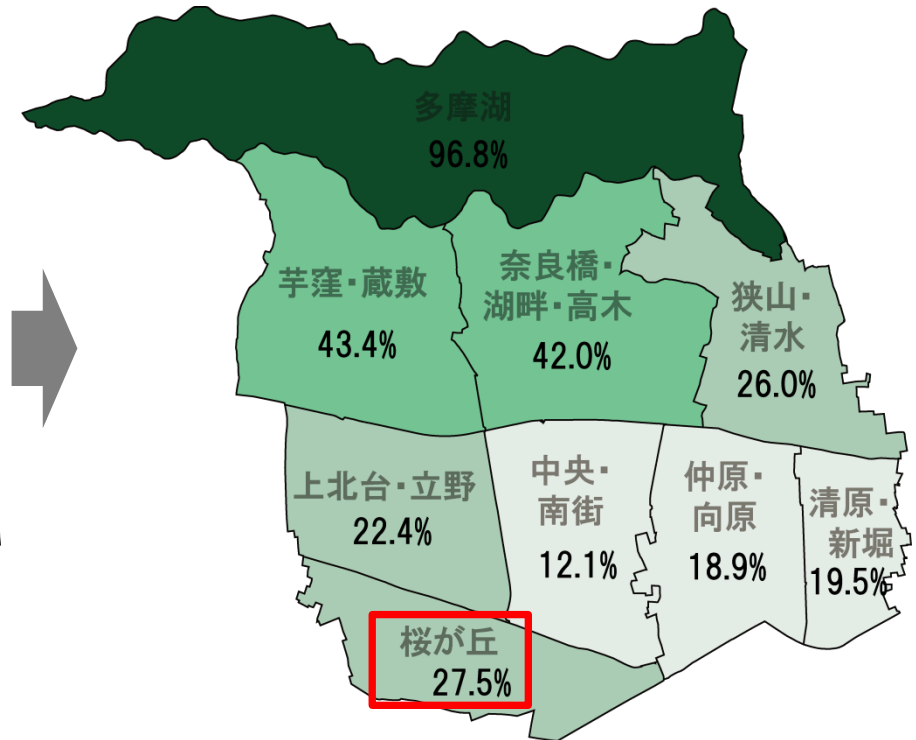 多摩湖
96.8%
芋窪・蔵敷
43.4%
奈良橋・
湖畔・高木
42.0%
狭山・
清水
26.0%
上北台・立野
22.4%
中央・
南街
12.1%
仲原・
向原
18.9%
清原・
新堀
19.5%
桜が丘
27.5%